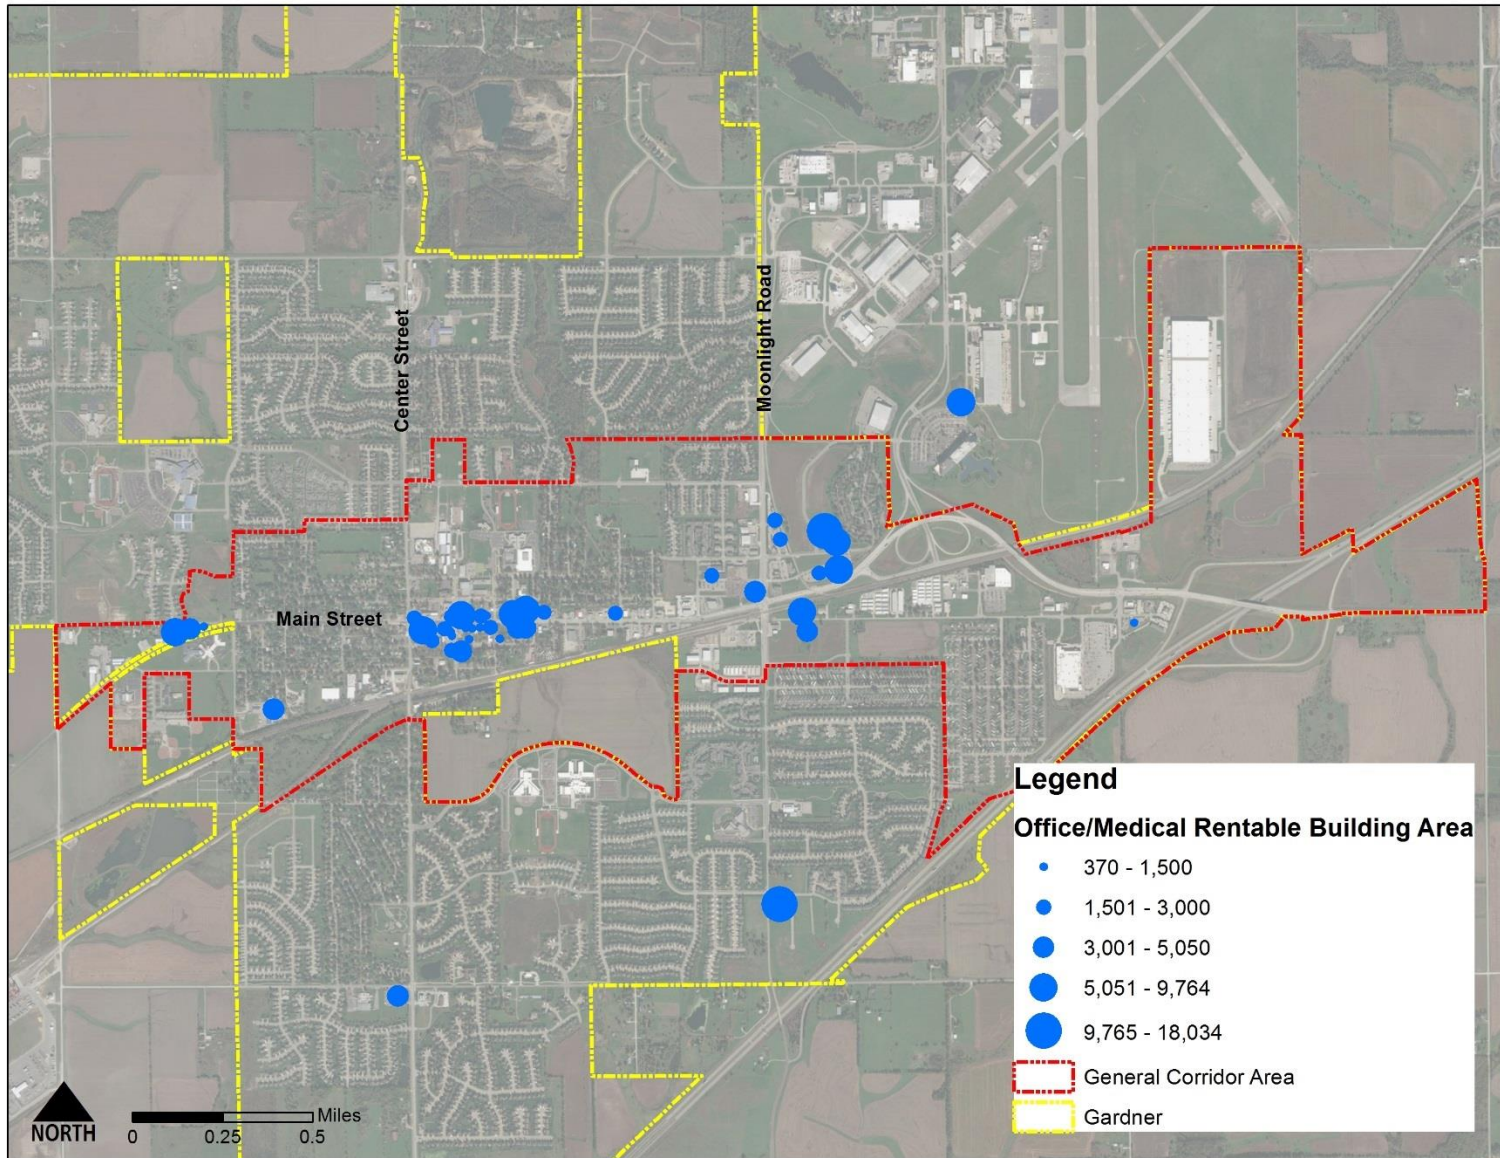 Center Street
Moonlight Road
Main Street
Legend
Office/Medical Rentable Building Area
370 - 1,500
1,501 - 3,000
3,001 - 5,050
5,051 - 9,764
9,765 - 18,034
General Corridor Area
Gardner
NORTH
Miles
0 0.25 0.5